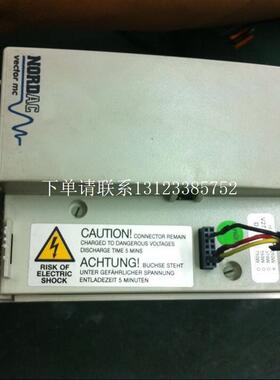 NORDAC
vector mc
下单请联系13123385752
RISK OF
ELECTRIC
SHOCK
CAUTION! CONNECTOR REMAIN
CHARGED TO DANGEROUS VOLTAGES
DISCHARGE TIME 5 MINS
ACHTUNG! BUCHSE STEHT
UNTER GEFÄHRLICHER SPANNUNG
ENTLADEZEIT 5 MINUTEN